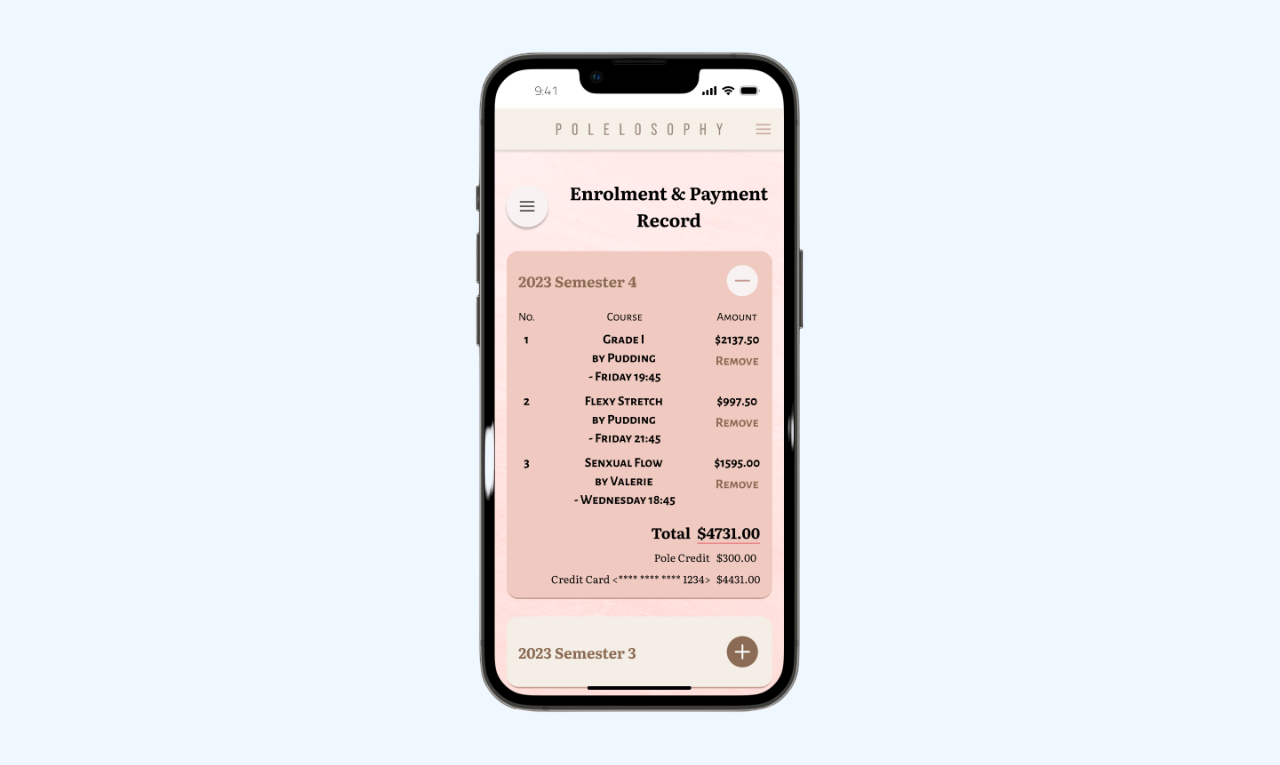 9:41
POLELOSOPHY
Enrolment & Payment
Record
2023 Semester 4
No. Course Amount
1 Grade I $2137.50
by Pudding Remove
- Friday 19:45
2 Flexy Stretch $997.50
by Pudding Remove
- Friday 21:45
3 Senxual Flow $1595.00
by Valerie Remove
- Wednesday 18:45
Total $4731.00
Pole Credit $300.00
Credit Card <**** **** **** 1234> $4431.00
2023 Semester 3